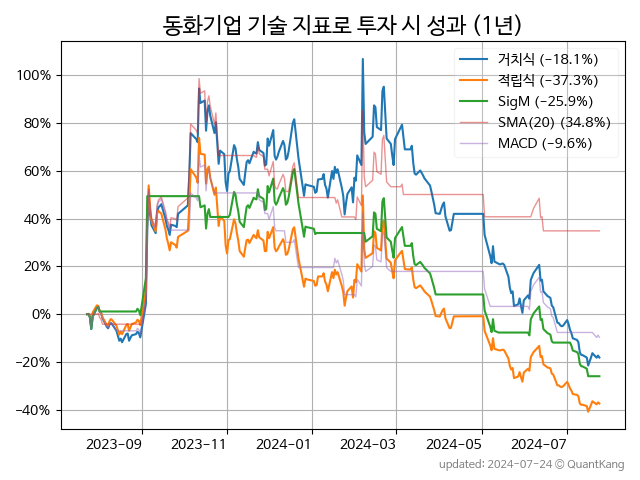 동화기업 기술 지표로 투자 시 성과 (1년)
거치식 (−18.1%)
적립식 (−37.3%)
SigM (−25.9%)
SMA(20) (34.8%)
MACD (−9.6%)
100%
80%
60%
40%
20%
0%
−20%
−40%
2023-09
2023-11
2024-01
2024-03
2024-05
2024-07
updated: 2024-07-24 © QuantKang